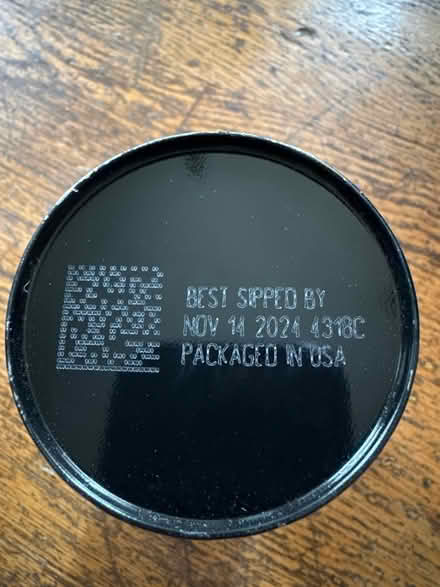 BEST SIPPED BY
NOV 14 2024 4318C
PACKAGED IN USA